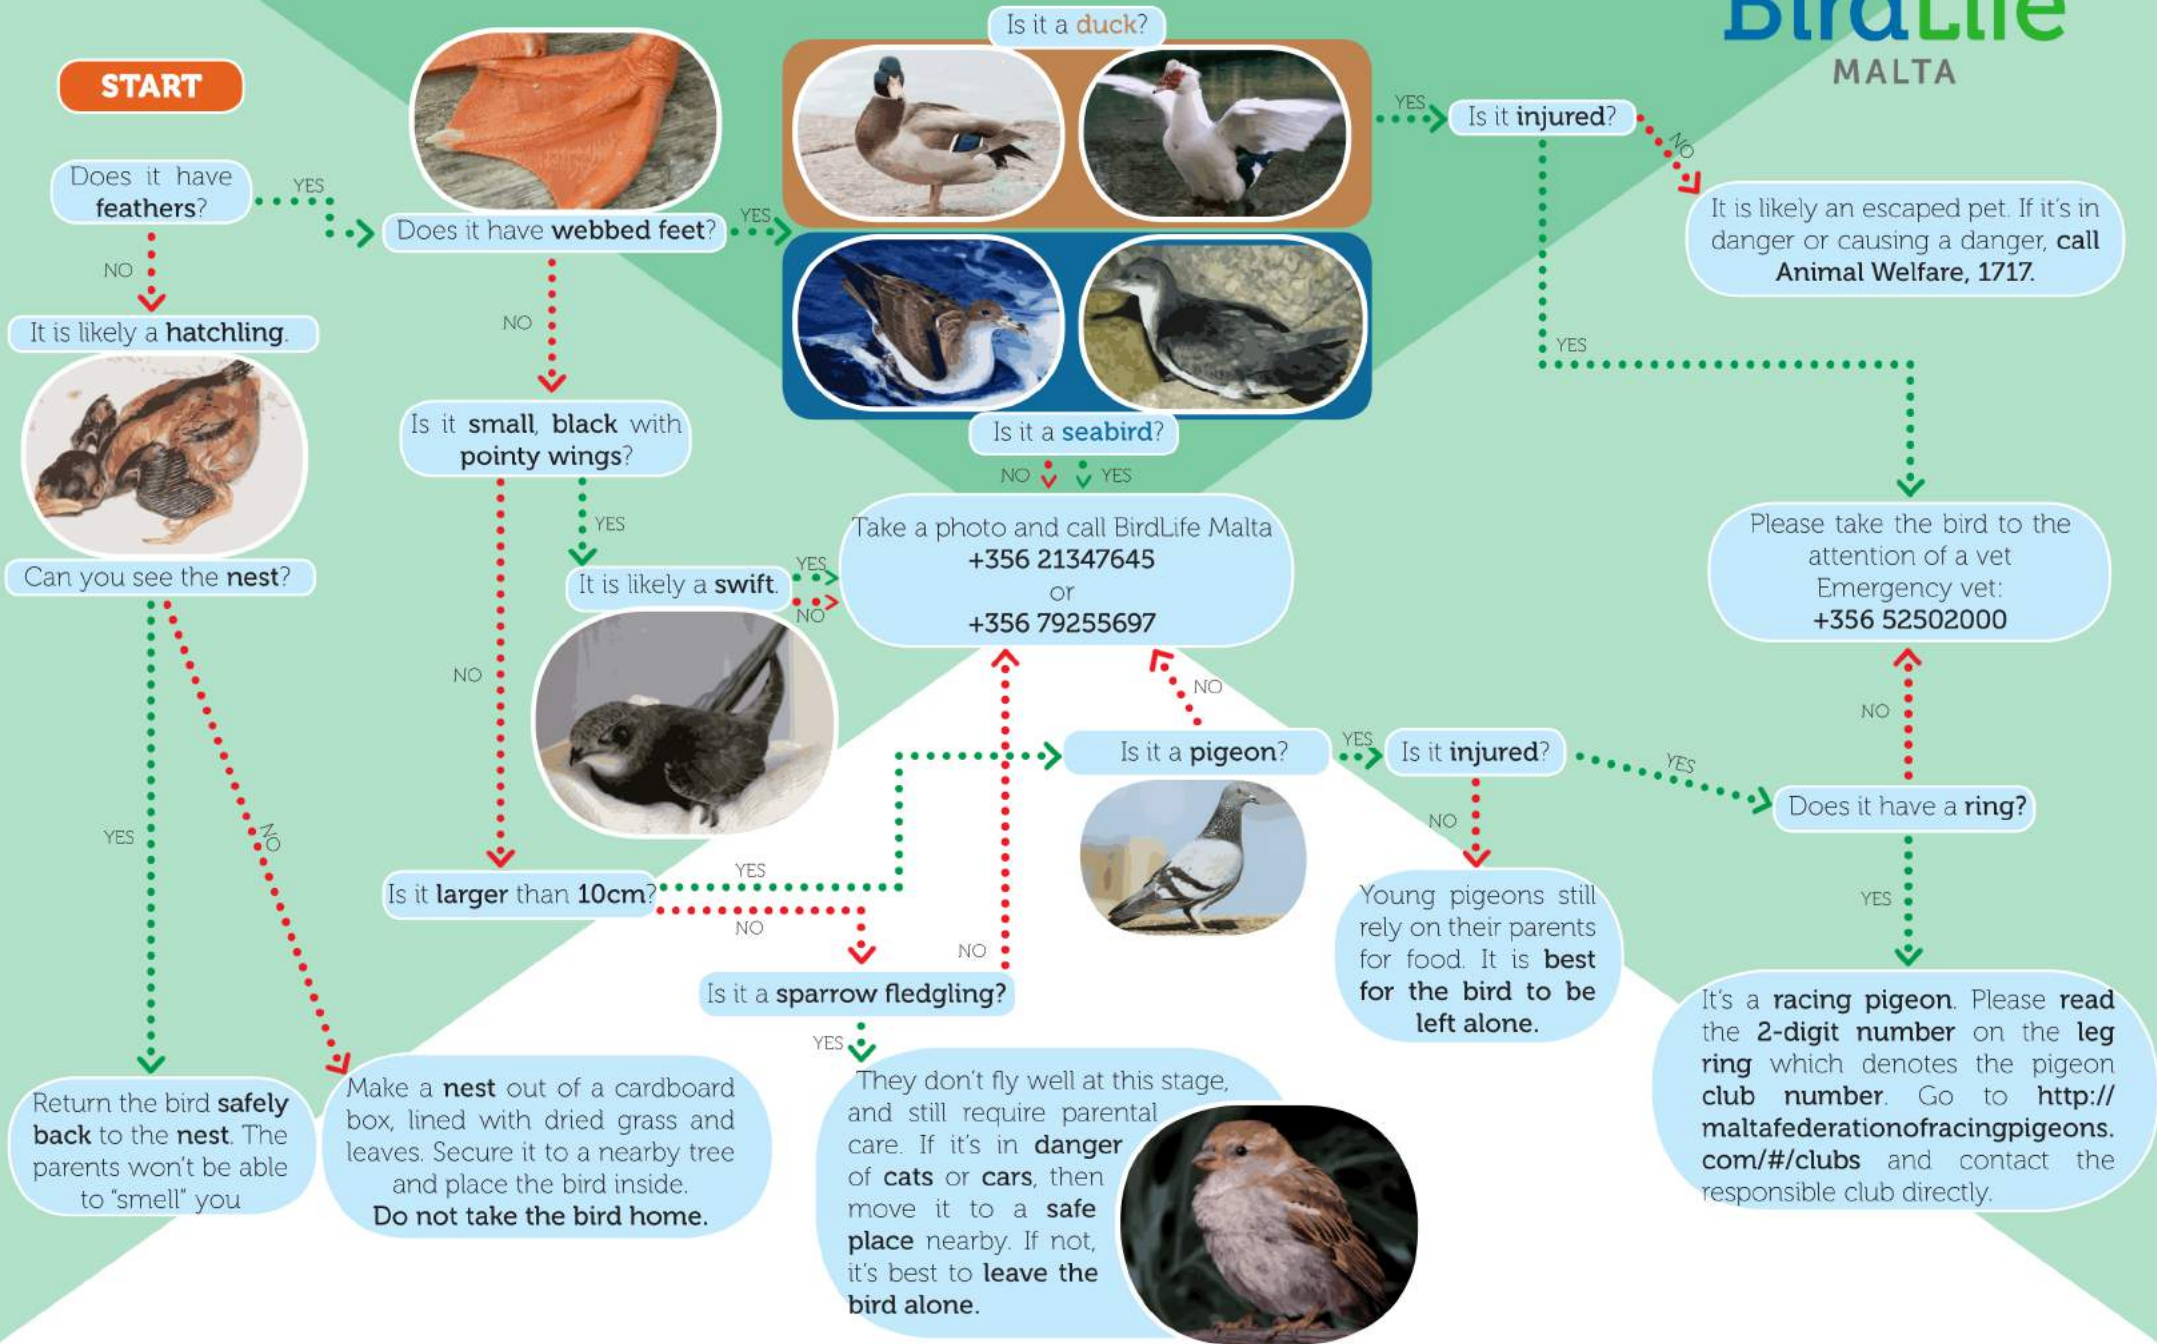 BirdLife
MALTA
START
Does it have
feathers?
YES
NO
It is likely a hatchling.
Can you see the nest?
YES
NO
Return the bird safely
back to the nest. The
parents won't be able
to "smell" you
Make a nest out of a cardboard
box, lined with dried grass and
leaves. Secure it to a nearby tree
and place the bird inside.
Do not take the bird home.
Does it have webbed feet?
YES
NO
Is it a duck?
YES
Is it injured?
NO
It is likely an escaped pet. If it's in
danger or causing a danger, call
Animal Welfare, 1717.
YES
Please take the bird to the
attention of a vet
Emergency vet:
+356 52502000
Is it a seabird?
NO
YES
Take a photo and call BirdLife Malta
+356 21347645
or
+356 79255697
Is it small, black with
pointy wings?
YES
NO
It is likely a swift.
YES
NO
Is it larger than 10cm?
YES
NO
Is it a pigeon?
NO
YES
Is it injured?
YES
NO
Young pigeons still
rely on their parents
for food. It is best
for the bird to be
left alone.
Does it have a ring?
NO
YES
It's a racing pigeon. Please read
the 2-digit number on the leg
ring which denotes the pigeon
club number. Go to http://
maltafederationofracingpigeons.
com/#/clubs and contact the
responsible club directly.
Is it a sparrow fledgling?
NO
YES
They don't fly well at this stage,
and still require parental
care. If it's in danger
of cats or cars, then
move it to a safe
place nearby. If not,
it's best to leave the
bird alone.